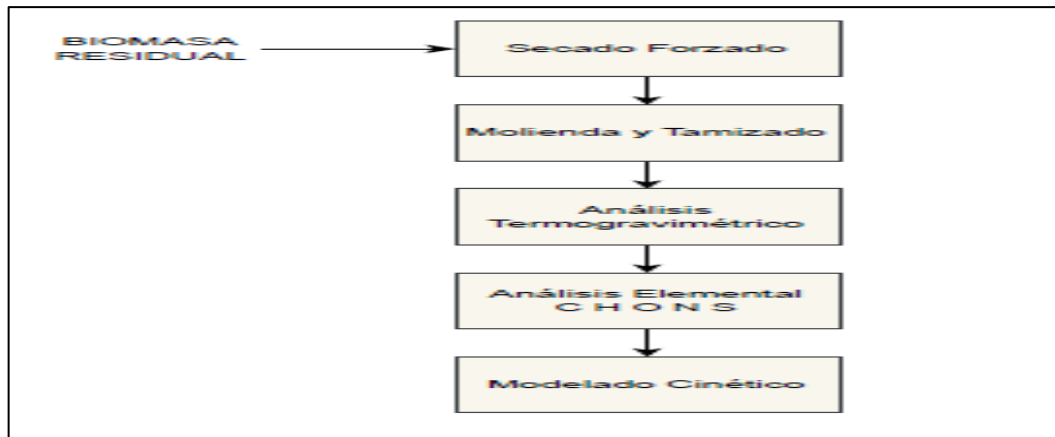 BIOMASA
RESIDUAL
Secado Forzado
Molienda y Tamizado
Análisis
Termogravimétrico
Análisis Elemental
C H O N S
Modelado Cinético